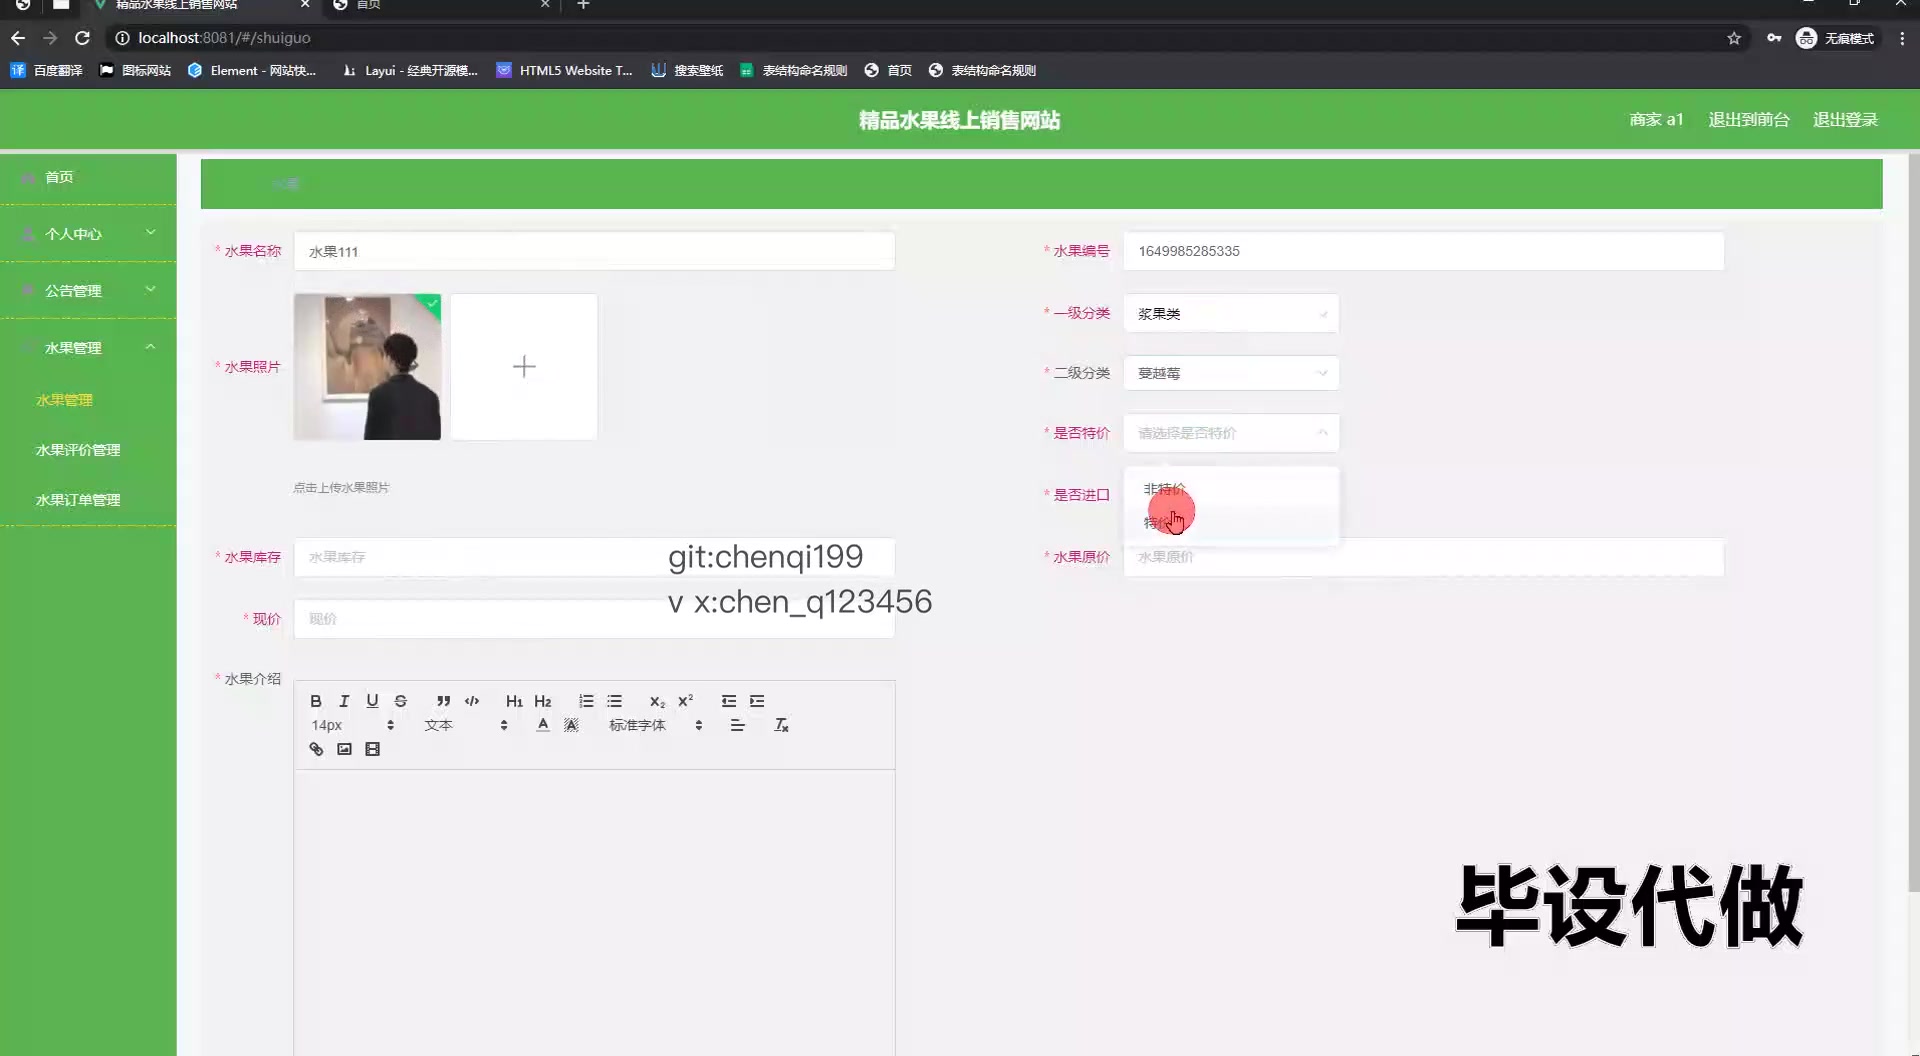 精品水果线上销售网站
首页
localhost:8081/#/shuiguo
无痕模式
百度翻译
图标网站
Element - 网站快...
Layui - 经典开源模...
HTML5 Website T...
搜索壁纸
表结构命名规则
首页
表结构命名规则
精品水果线上销售网站
商家 a1
退出到前台
退出登录
首页
个人中心
公告管理
水果管理
水果管理
水果评价管理
水果订单管理
水果
* 水果名称
水果111
* 水果编号
1649985285335
* 水果照片
点击上传水果照片
* 一级分类
浆果类
* 二级分类
蔓越莓
* 是否特价
请选择是否特价
非特价
特价
* 是否进口
* 水果库存
水果库存
* 水果原价
水果原价
git:chenqi199
v x:chen_q123456
* 现价
现价
* 水果介绍
14px
文本
标准字体
毕设代做